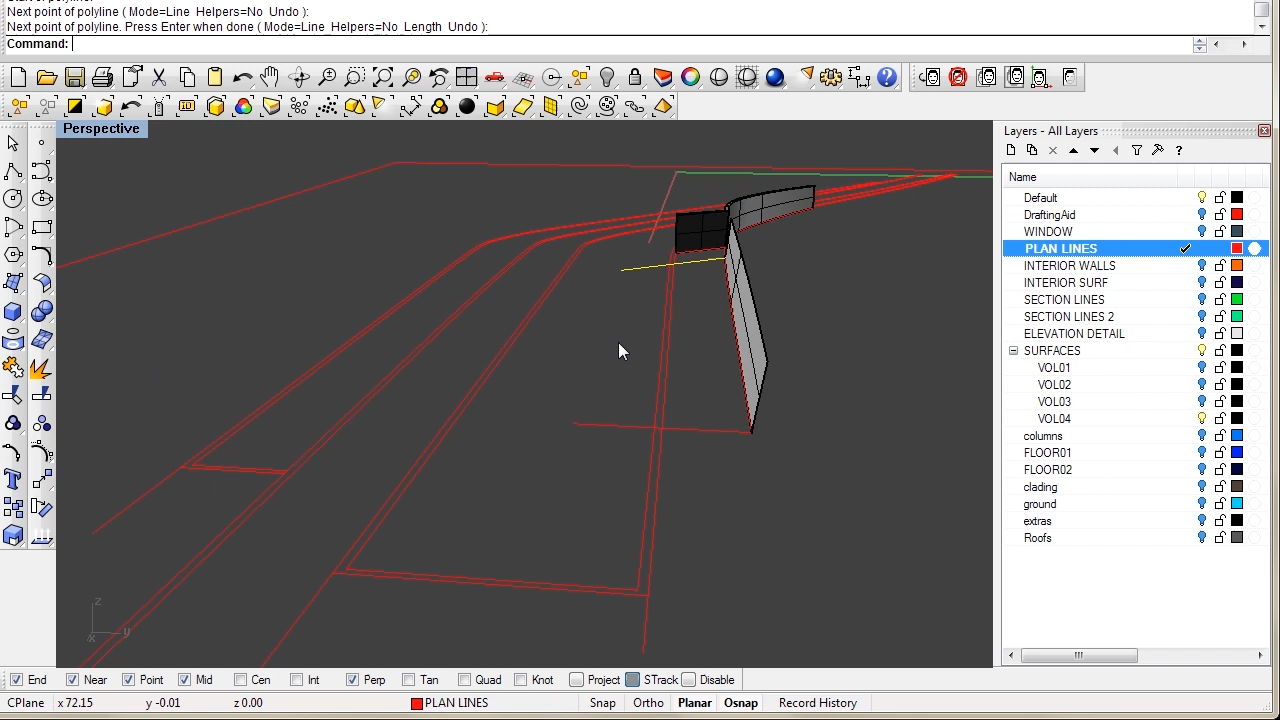 Next point of polyline ( Mode=Line  Helpers=No  Undo ):
Next point of polyline. Press Enter when done ( Mode=Line  Helpers=No  Length  Undo ):
Command:
Perspective
Layers - All Layers
Name
Default
DraftingAid
WINDOW
PLAN LINES
INTERIOR WALLS
INTERIOR SURF
SECTION LINES
SECTION LINES 2
ELEVATION DETAIL
SURFACES
VOL01
VOL02
VOL03
VOL04
columns
FLOOR01
FLOOR02
clading
ground
extras
Roofs
z
x y
End Near Point Mid Cen Int Perp Tan Quad Knot Project STrack Disable
CPlane x 72.15 y -0.01 z 0.00 PLAN LINES Snap Ortho Planar Osnap Record History